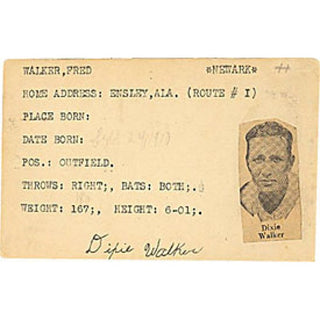 WALKER,FRED *NEWARK*
HOME ADDRESS: ENSLEY,ALA. (ROUTE # I)
PLACE BORN:
DATE BORN:
POS.: OUTFIELD.
THROWS: RIGHT;, BATS: BOTH;.
WEIGHT: 167;, HEIGHT: 6-01;.
Dixie
Walker
Dixie Walker